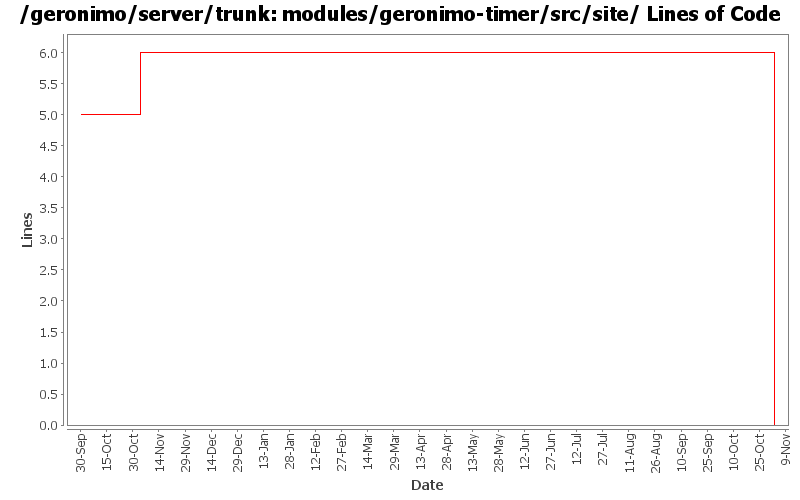 /geronimo/server/trunk: modules/geronimo-timer/src/site/ Lines of Code
6.0
5.5
5.0
4.5
4.0
3.5
3.0
2.5
2.0
1.5
1.0
0.5
0.0
Lines
30-Sep
15-Oct
30-Oct
14-Nov
29-Nov
14-Dec
29-Dec
13-Jan
28-Jan
12-Feb
27-Feb
14-Mar
29-Mar
13-Apr
28-Apr
13-May
28-May
12-Jun
27-Jun
12-Jul
27-Jul
11-Aug
26-Aug
10-Sep
25-Sep
10-Oct
25-Oct
9-Nov
Date